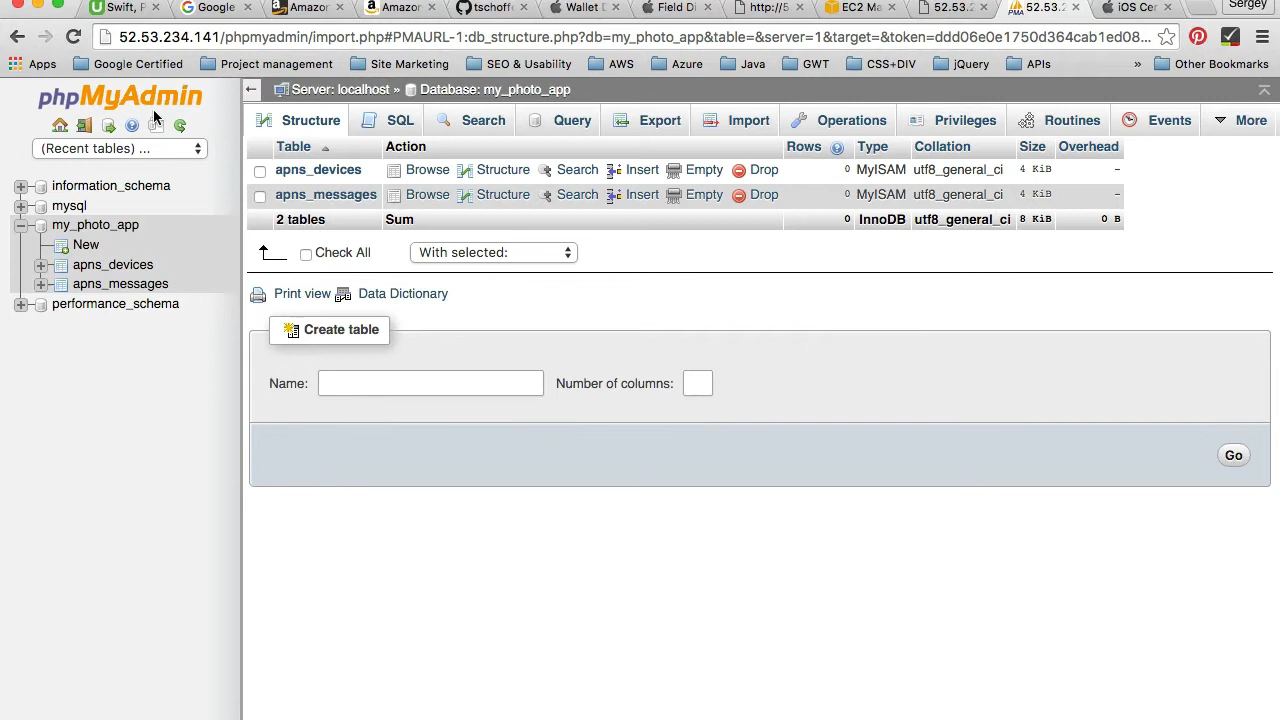 Swift, P
Google
Amazor
Amazor
tschoff
Wallet D
Field Di
http://
EC2 Ma
52.53.2
52.53.
iOS Cer
Sergey
52.53.234.141/phpmyadmin/import.php#PMAURL-1:db_structure.php?db=my_photo_app&table=&server=1&target=&token=ddd06e0e1750d364cab1ed08...
Apps Google Certified Project management Site Marketing SEO & Usability AWS Azure Java GWT CSS+DIV jQuery APIs » Other Bookmarks
phpMyAdmin
(Recent tables) ...
information_schema
mysql
my_photo_app
New
apns_devices
apns_messages
performance_schema
Server: localhost » Database: my_photo_app
Structure SQL Search Query Export Import Operations Privileges Routines Events More
Table Action Rows Type Collation Size Overhead
apns_devices Browse Structure Search Insert Empty Drop 0 MyISAM utf8_general_ci 4 KiB -
apns_messages Browse Structure Search Insert Empty Drop 0 MyISAM utf8_general_ci 4 KiB -
2 tables Sum 0 InnoDB utf8_general_ci 8 KiB 0 B
Check All With selected:
Print view Data Dictionary
Create table
Name: Number of columns:
Go